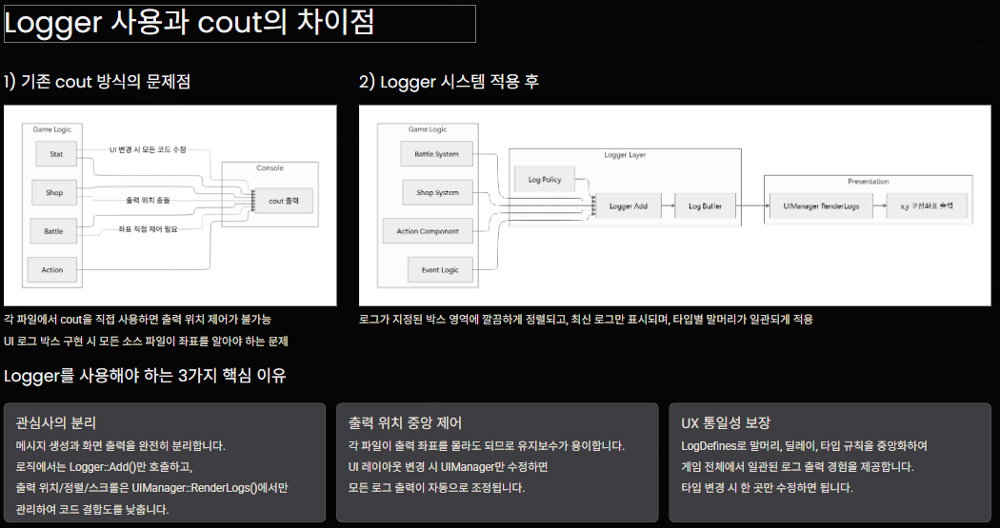 Logger 사용과 cout의 차이점
1) 기존 cout 방식의 문제점
Game Logic
Stat
Shop
Battle
Action
UI 변경 시 모든 코드 수정
출력 위치 충돌
좌표 직접 제어 필요
Console
cout 출력
각 파일에서 cout을 직접 사용하면 출력 위치 제어가 불가능
UI 로그 박스 구현 시 모든 소스 파일이 좌표를 알아야 하는 문제
2) Logger 시스템 적용 후
Game Logic
Battle System
Shop System
Action Component
Event Logic
Logger Layer
Log Policy
Logger Add
Log Buffer
Presentation
UIManager RenderLogs
x,y 고정좌표 출력
로그가 지정된 박스 영역에 깔끔하게 정렬되고, 최신 로그만 표시되며, 타입별 말머리가 일관되게 적용
Logger를 사용해야 하는 3가지 핵심 이유
관심사의 분리
메시지 생성과 화면 출력을 완전히 분리합니다.
로직에서는 Logger::Add()만 호출하고,
출력 위치/정렬/스크롤은 UIManager::RenderLogs()에서만
관리하여 코드 결합도를 낮춥니다.
출력 위치 중앙 제어
각 파일이 출력 좌표를 몰라도 되므로 유지보수가 용이합니다.
UI 레이아웃 변경 시 UIManager만 수정하면
모든 로그 출력이 자동으로 조정됩니다.
UX 통일성 보장
LogDefines로 말머리, 딜레이, 타입 규칙을 중앙화하여
게임 전체에서 일관된 로그 출력 경험을 제공합니다.
타입 변경 시 한 곳만 수정하면 됩니다.